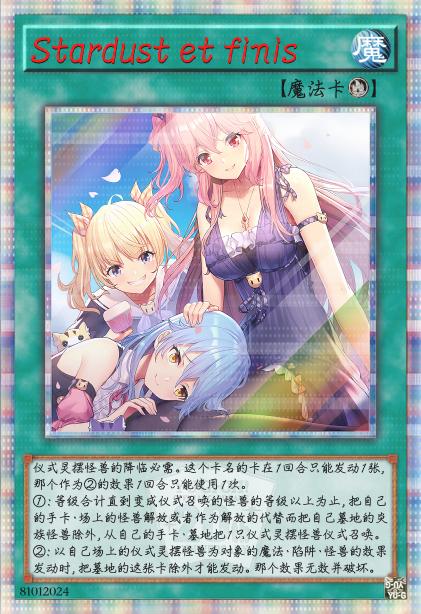 Stardust et finis
魔
【魔法卡】
仪式灵摆怪兽的降临必需。这个卡名的卡在1回合只能发动1张,
那个作为②的效果1回合只能使用1次。
①:等级合计直到变成仪式召唤的怪兽的等级以上为止,把自己
的手卡·场上的怪兽解放或者作为解放的代替而把自己墓地的炎
族怪兽除外,从自己的手卡·墓地把1只仪式灵摆怪兽仪式召唤。
②:以自己场上的仪式灵摆怪兽为对象的魔法·陷阱·怪兽的效果
发动时,把墓地的这张卡除外才能发动。那个效果无效并破坏。
81012024